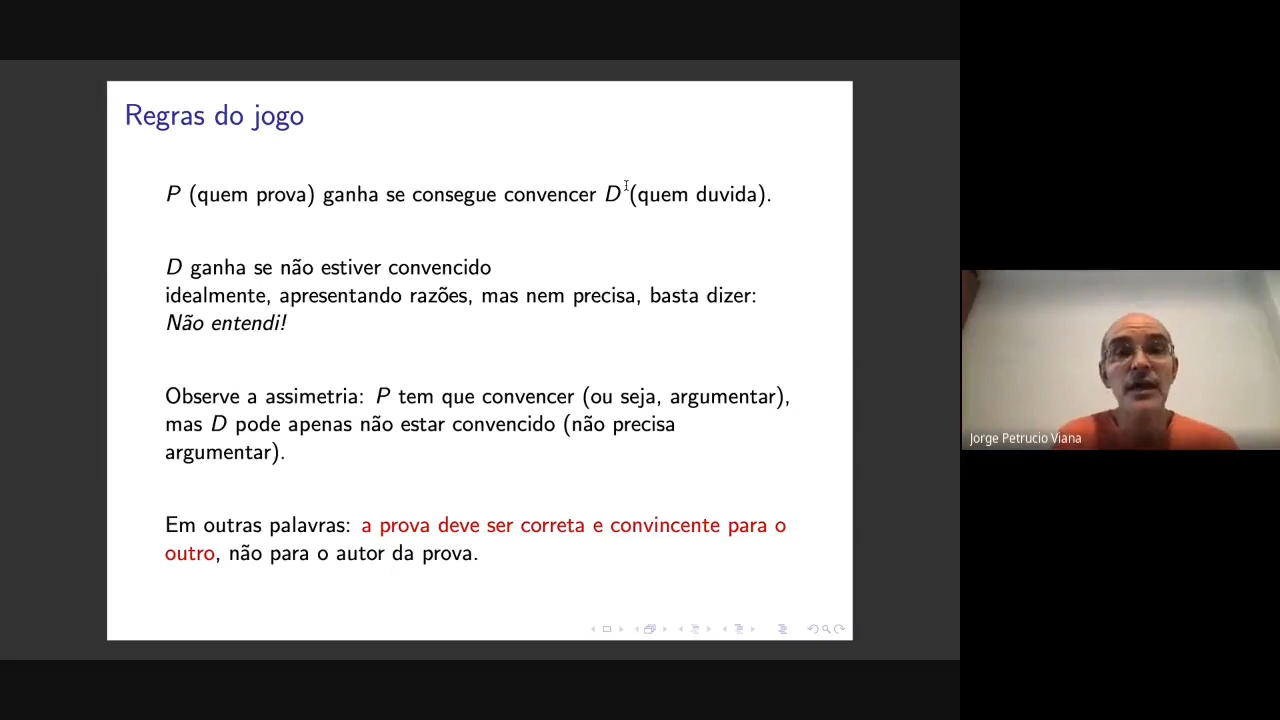 Regras do jogo
P (quem prova) ganha se consegue convencer D (quem duvida).
D ganha se não estiver convencido
idealmente, apresentando razões, mas nem precisa, basta dizer:
Não entendi!
Observe a assimetria: P tem que convencer (ou seja, argumentar),
mas D pode apenas não estar convencido (não precisa
argumentar).
Em outras palavras: a prova deve ser correta e convincente para o
outro, não para o autor da prova.
Jorge Petrucio Viana